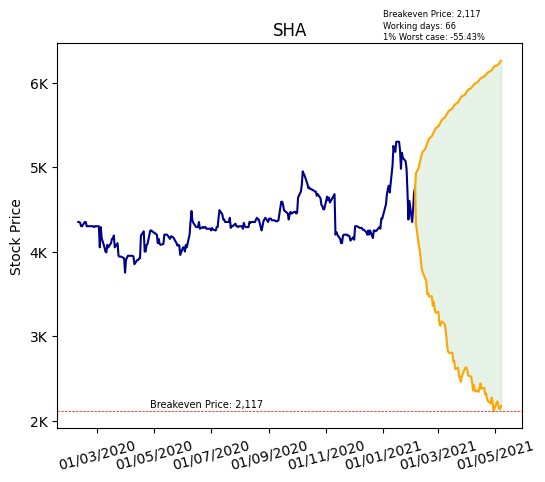 Breakeven Price: 2,117
Working days: 66
1% Worst case: -55.43%
SHA
6K
5K
4K
3K
2K
Stock Price
Breakeven Price: 2,117
01/03/2020
01/05/2020
01/07/2020
01/09/2020
01/11/2020
01/01/2021
01/03/2021
01/05/2021